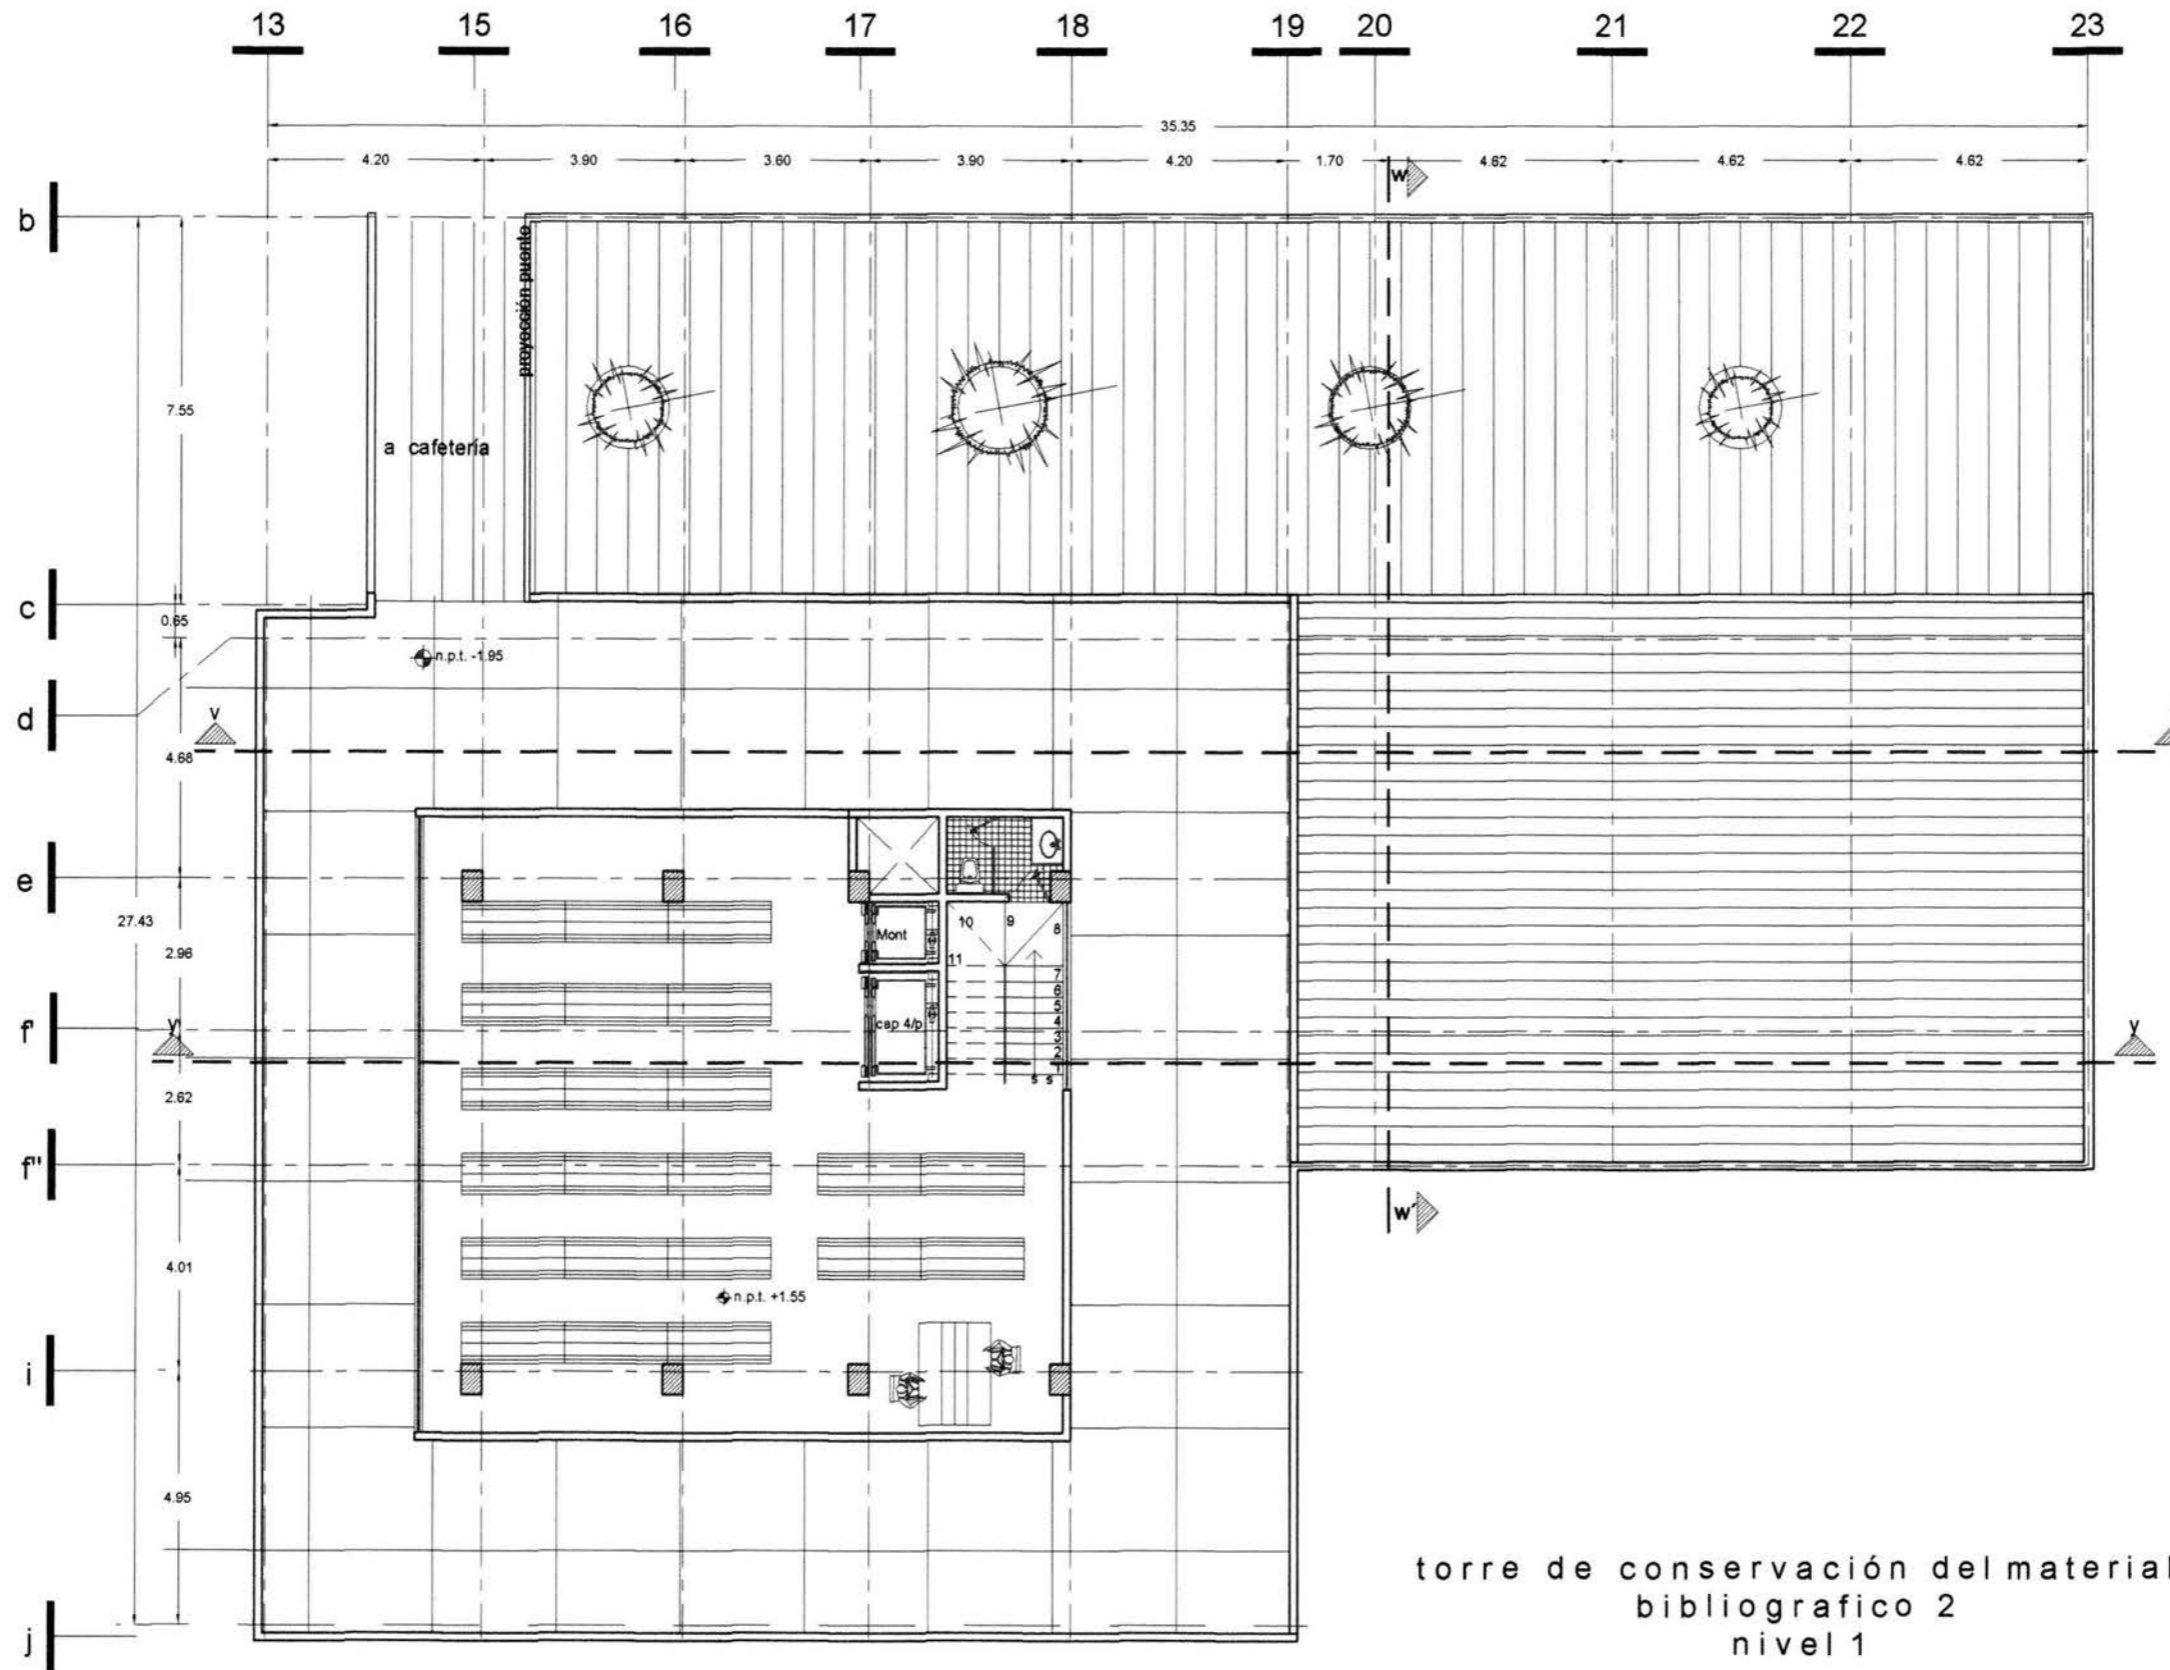 13 15 16 17 18 19 20 21 22 23
35.35
4.20 3.90 3.60 3.90 4.20 1.70 4.62 4.62 4.62
w
b
proyocción puonto
7.55
a cafetería
c
0.65
n.p.t. -1.95
d
v
4.68
e
27.43
10 9 8
Mont
2.96
11
7
6
5
cap 4/p
4
f'
3
y'
y
2
1
s s
2.62
f''
w'
4.01
n.p.t. +1.55
i
4.95
torre de conservación del material
bibliografico 2
nivel 1
j